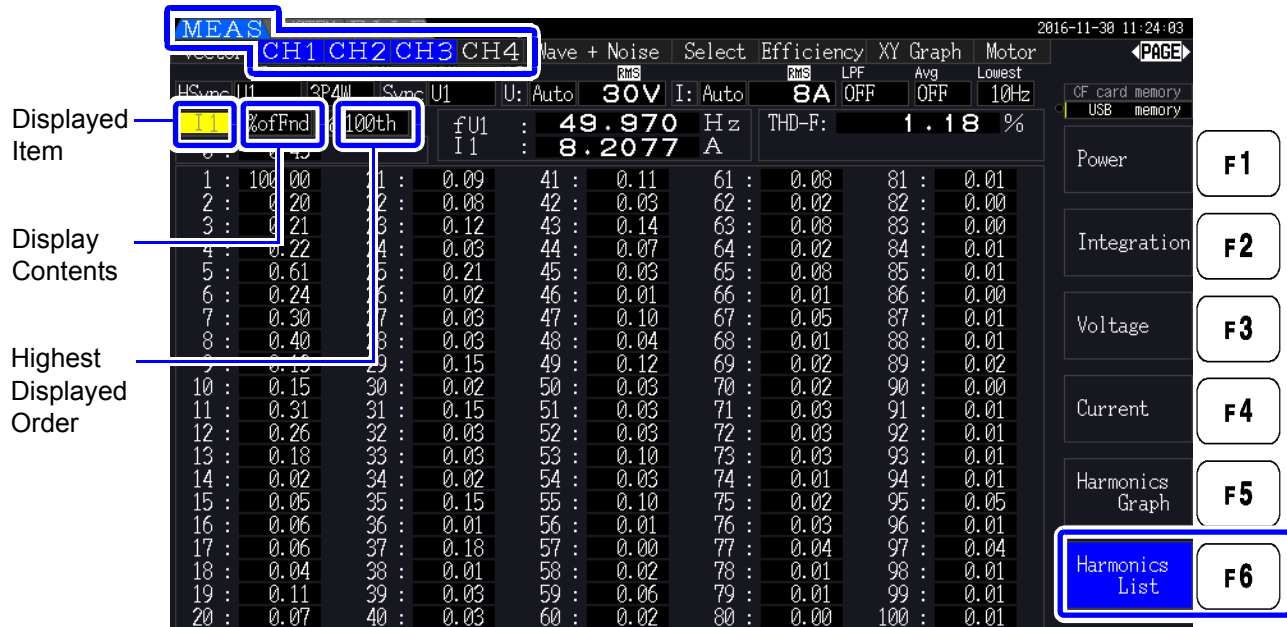 MEAS
2016-11-30 11:24:03
CH1 CH2 CH3 CH4 Wave + Noise Select Efficiency XY Graph Motor
PAGE
RMS RMS LPF Avg Lowest
HSync U1 3P4W Sync U1 U: Auto 30V I: Auto 8A OFF OFF 10Hz
CF card memory
USB memory
Displayed Item
I1 %ofFnd 100th fU1 : 49.970 Hz THD-F: 1.18 %
I1 : 8.2077 A
Power F1
1 : 100.00 21 : 0.09 41 : 0.11 61 : 0.08 81 : 0.01
2 : 0.20 22 : 0.08 42 : 0.03 62 : 0.02 82 : 0.00
3 : 0.21 23 : 0.12 43 : 0.14 63 : 0.08 83 : 0.00
Display Contents
4 : 0.22 24 : 0.03 44 : 0.07 64 : 0.02 84 : 0.01
Integration F2
5 : 0.61 25 : 0.21 45 : 0.03 65 : 0.08 85 : 0.01
6 : 0.24 26 : 0.02 46 : 0.01 66 : 0.01 86 : 0.00
7 : 0.30 27 : 0.03 47 : 0.10 67 : 0.05 87 : 0.01
Voltage F3
8 : 0.40 28 : 0.03 48 : 0.04 68 : 0.01 88 : 0.01
Highest Displayed Order
29 : 0.15 49 : 0.12 69 : 0.02 89 : 0.02
10 : 0.15 30 : 0.02 50 : 0.03 70 : 0.02 90 : 0.00
11 : 0.31 31 : 0.15 51 : 0.03 71 : 0.03 91 : 0.01
Current F4
12 : 0.26 32 : 0.03 52 : 0.03 72 : 0.03 92 : 0.01
13 : 0.18 33 : 0.03 53 : 0.10 73 : 0.03 93 : 0.01
14 : 0.02 34 : 0.02 54 : 0.03 74 : 0.01 94 : 0.01
Harmonics Graph F5
15 : 0.05 35 : 0.15 55 : 0.10 75 : 0.02 95 : 0.05
16 : 0.06 36 : 0.01 56 : 0.01 76 : 0.03 96 : 0.01
17 : 0.06 37 : 0.18 57 : 0.00 77 : 0.04 97 : 0.04
18 : 0.04 38 : 0.01 58 : 0.02 78 : 0.01 98 : 0.01
Harmonics List F6
19 : 0.11 39 : 0.03 59 : 0.06 79 : 0.01 99 : 0.01
20 : 0.07 40 : 0.03 60 : 0.02 80 : 0.00 100 : 0.01